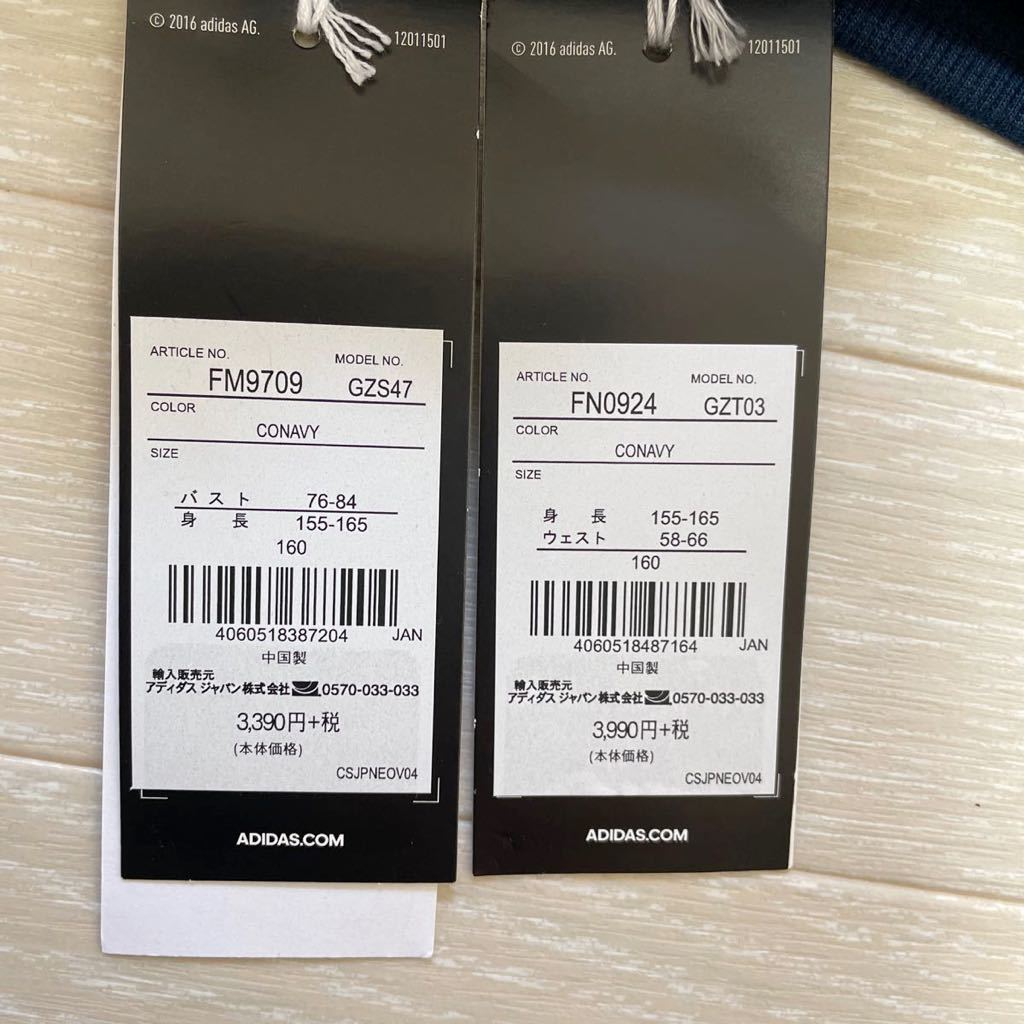 © 2016 adidas AG.
12011501
ARTICLE NO.
MODEL NO.
FM9709
GZS47
COLOR
CONAVY
SIZE
バスト 76-84
身長 155-165
160
4060518387204 JAN
中国製
輸入販売元
アディダス ジャパン株式会社 0570-033-033
3,390円+税
(本体価格)
CSJPNEOV04
ADIDAS.COM
© 2016 adidas AG.
12011501
ARTICLE NO.
MODEL NO.
FN0924
GZT03
COLOR
CONAVY
SIZE
身長 155-165
ウェスト 58-66
160
4060518487164 JAN
中国製
輸入販売元
アディダス ジャパン株式会社 0570-033-033
3,990円+税
(本体価格)
CSJPNEOV04
ADIDAS.COM